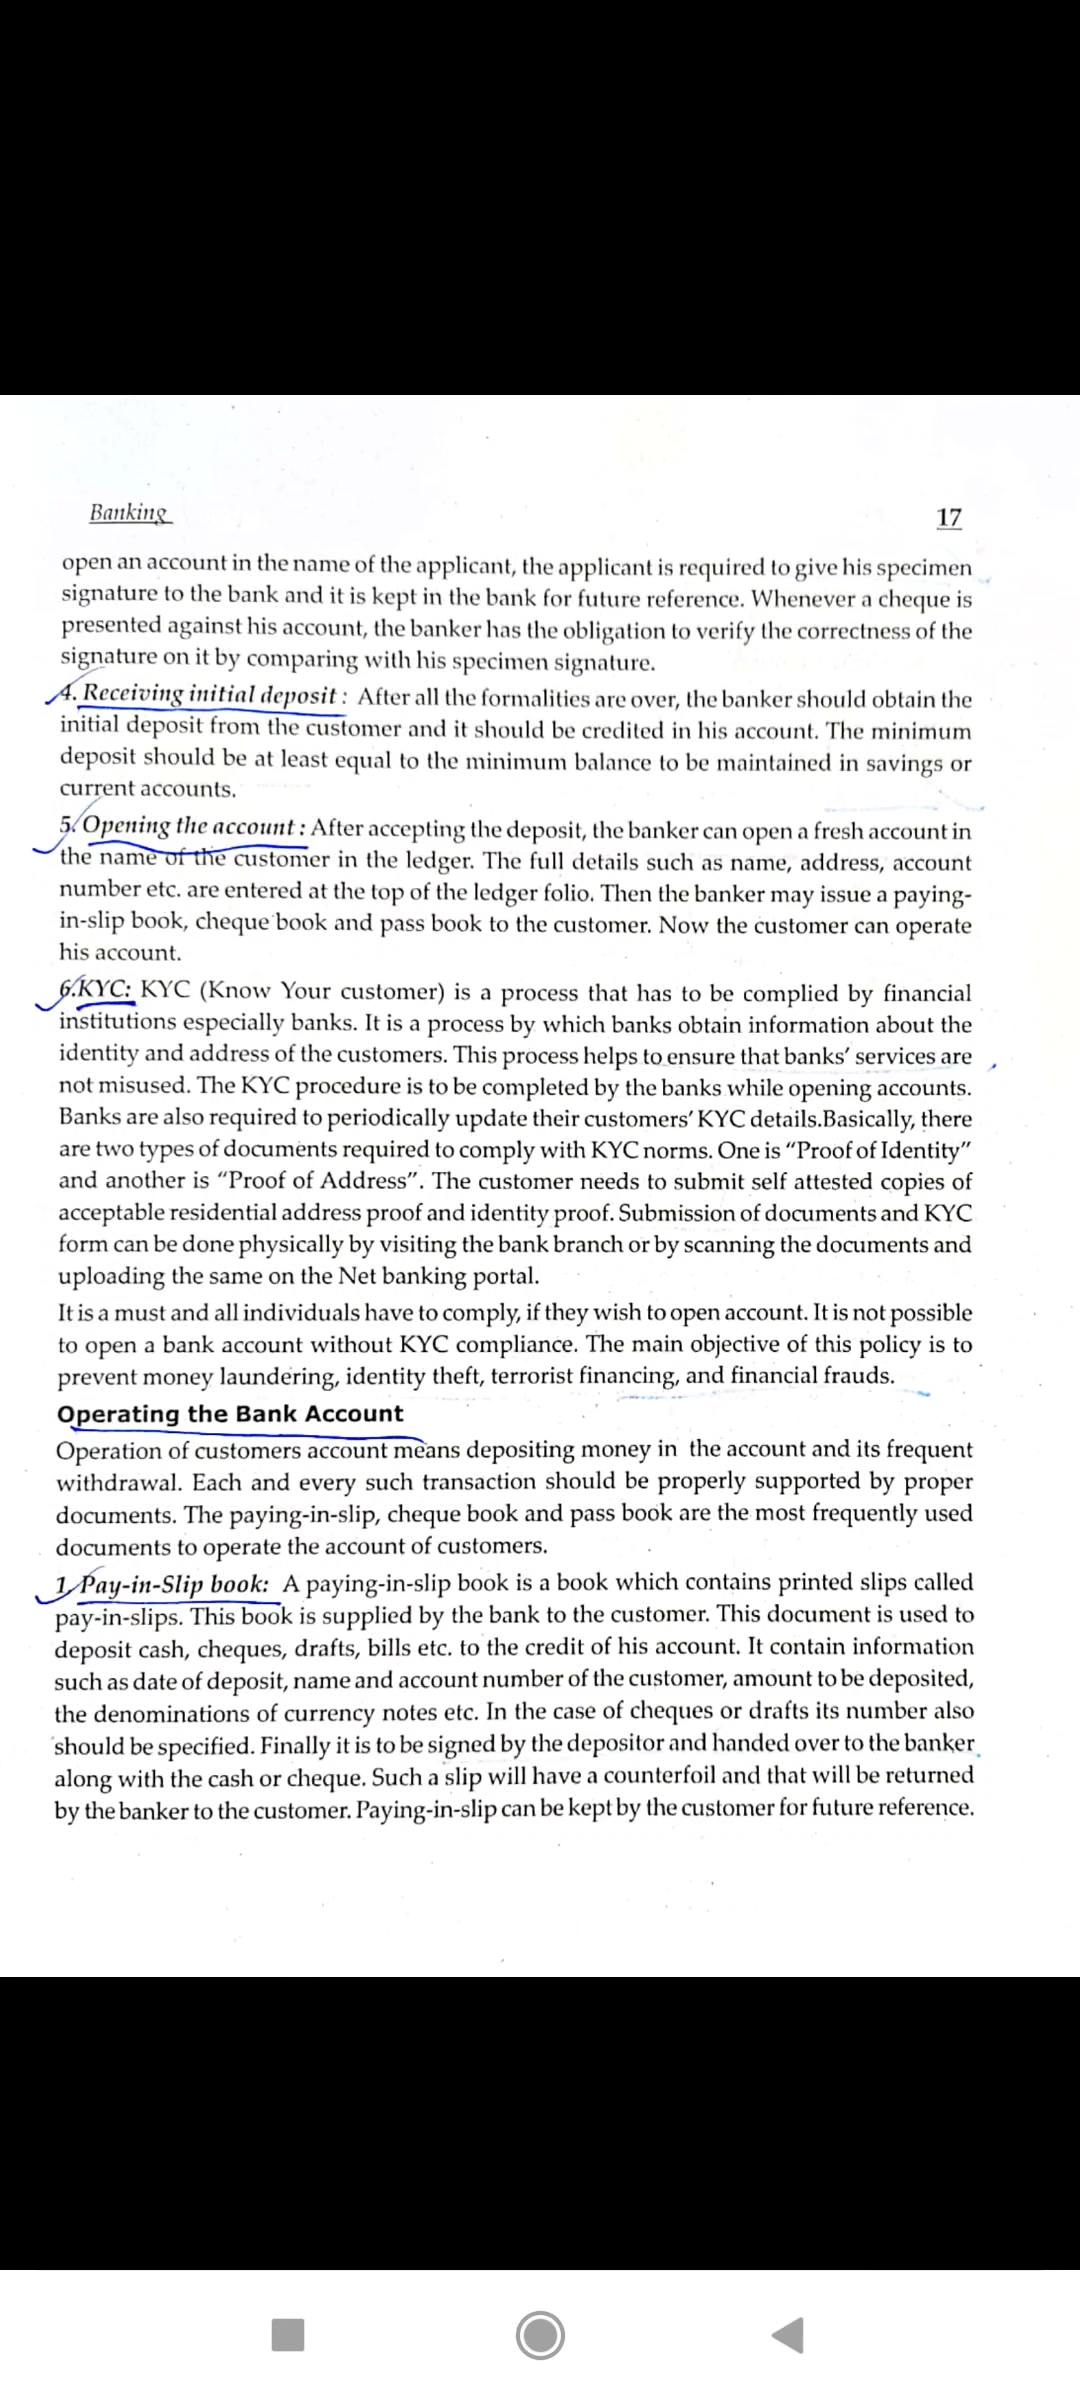 Banking
17
open an account in the name of the applicant, the applicant is required to give his specimen
signature to the bank and it is kept in the bank for future reference. Whenever a cheque is
presented against his account, the banker has the obligation to verify the correctness of the
signature on it by comparing with his specimen signature.
4. Receiving initial deposit : After all the formalities are over, the banker should obtain the
initial deposit from the customer and it should be credited in his account. The minimum
deposit should be at least equal to the minimum balance to be maintained in savings or
current accounts.
5. Opening the account : After accepting the deposit, the banker can open a fresh account in
the name of the customer in the ledger. The full details such as name, address, account
number etc. are entered at the top of the ledger folio. Then the banker may issue a paying-
in-slip book, cheque book and pass book to the customer. Now the customer can operate
his account.
6.KYC: KYC (Know Your customer) is a process that has to be complied by financial
institutions especially banks. It is a process by which banks obtain information about the
identity and address of the customers. This process helps to ensure that banks' services are
not misused. The KYC procedure is to be completed by the banks while opening accounts.
Banks are also required to periodically update their customers' KYC details.Basically, there
are two types of documents required to comply with KYC norms. One is "Proof of Identity"
and another is "Proof of Address". The customer needs to submit self attested copies of
acceptable residential address proof and identity proof. Submission of documents and KYC
form can be done physically by visiting the bank branch or by scanning the documents and
uploading the same on the Net banking portal.
It is a must and all individuals have to comply, if they wish to open account. It is not possible
to open a bank account without KYC compliance. The main objective of this policy is to
prevent money laundering, identity theft, terrorist financing, and financial frauds.
Operating the Bank Account
Operation of customers account means depositing money in the account and its frequent
withdrawal. Each and every such transaction should be properly supported by proper
documents. The paying-in-slip, cheque book and pass book are the most frequently used
documents to operate the account of customers.
1. Pay-in-Slip book: A paying-in-slip book is a book which contains printed slips called
pay-in-slips. This book is supplied by the bank to the customer. This document is used to
deposit cash, cheques, drafts, bills etc. to the credit of his account. It contain information
such as date of deposit, name and account number of the customer, amount to be deposited,
the denominations of currency notes etc. In the case of cheques or drafts its number also
should be specified. Finally it is to be signed by the depositor and handed over to the banker
along with the cash or cheque. Such a slip will have a counterfoil and that will be returned
by the banker to the customer. Paying-in-slip can be kept by the customer for future reference.